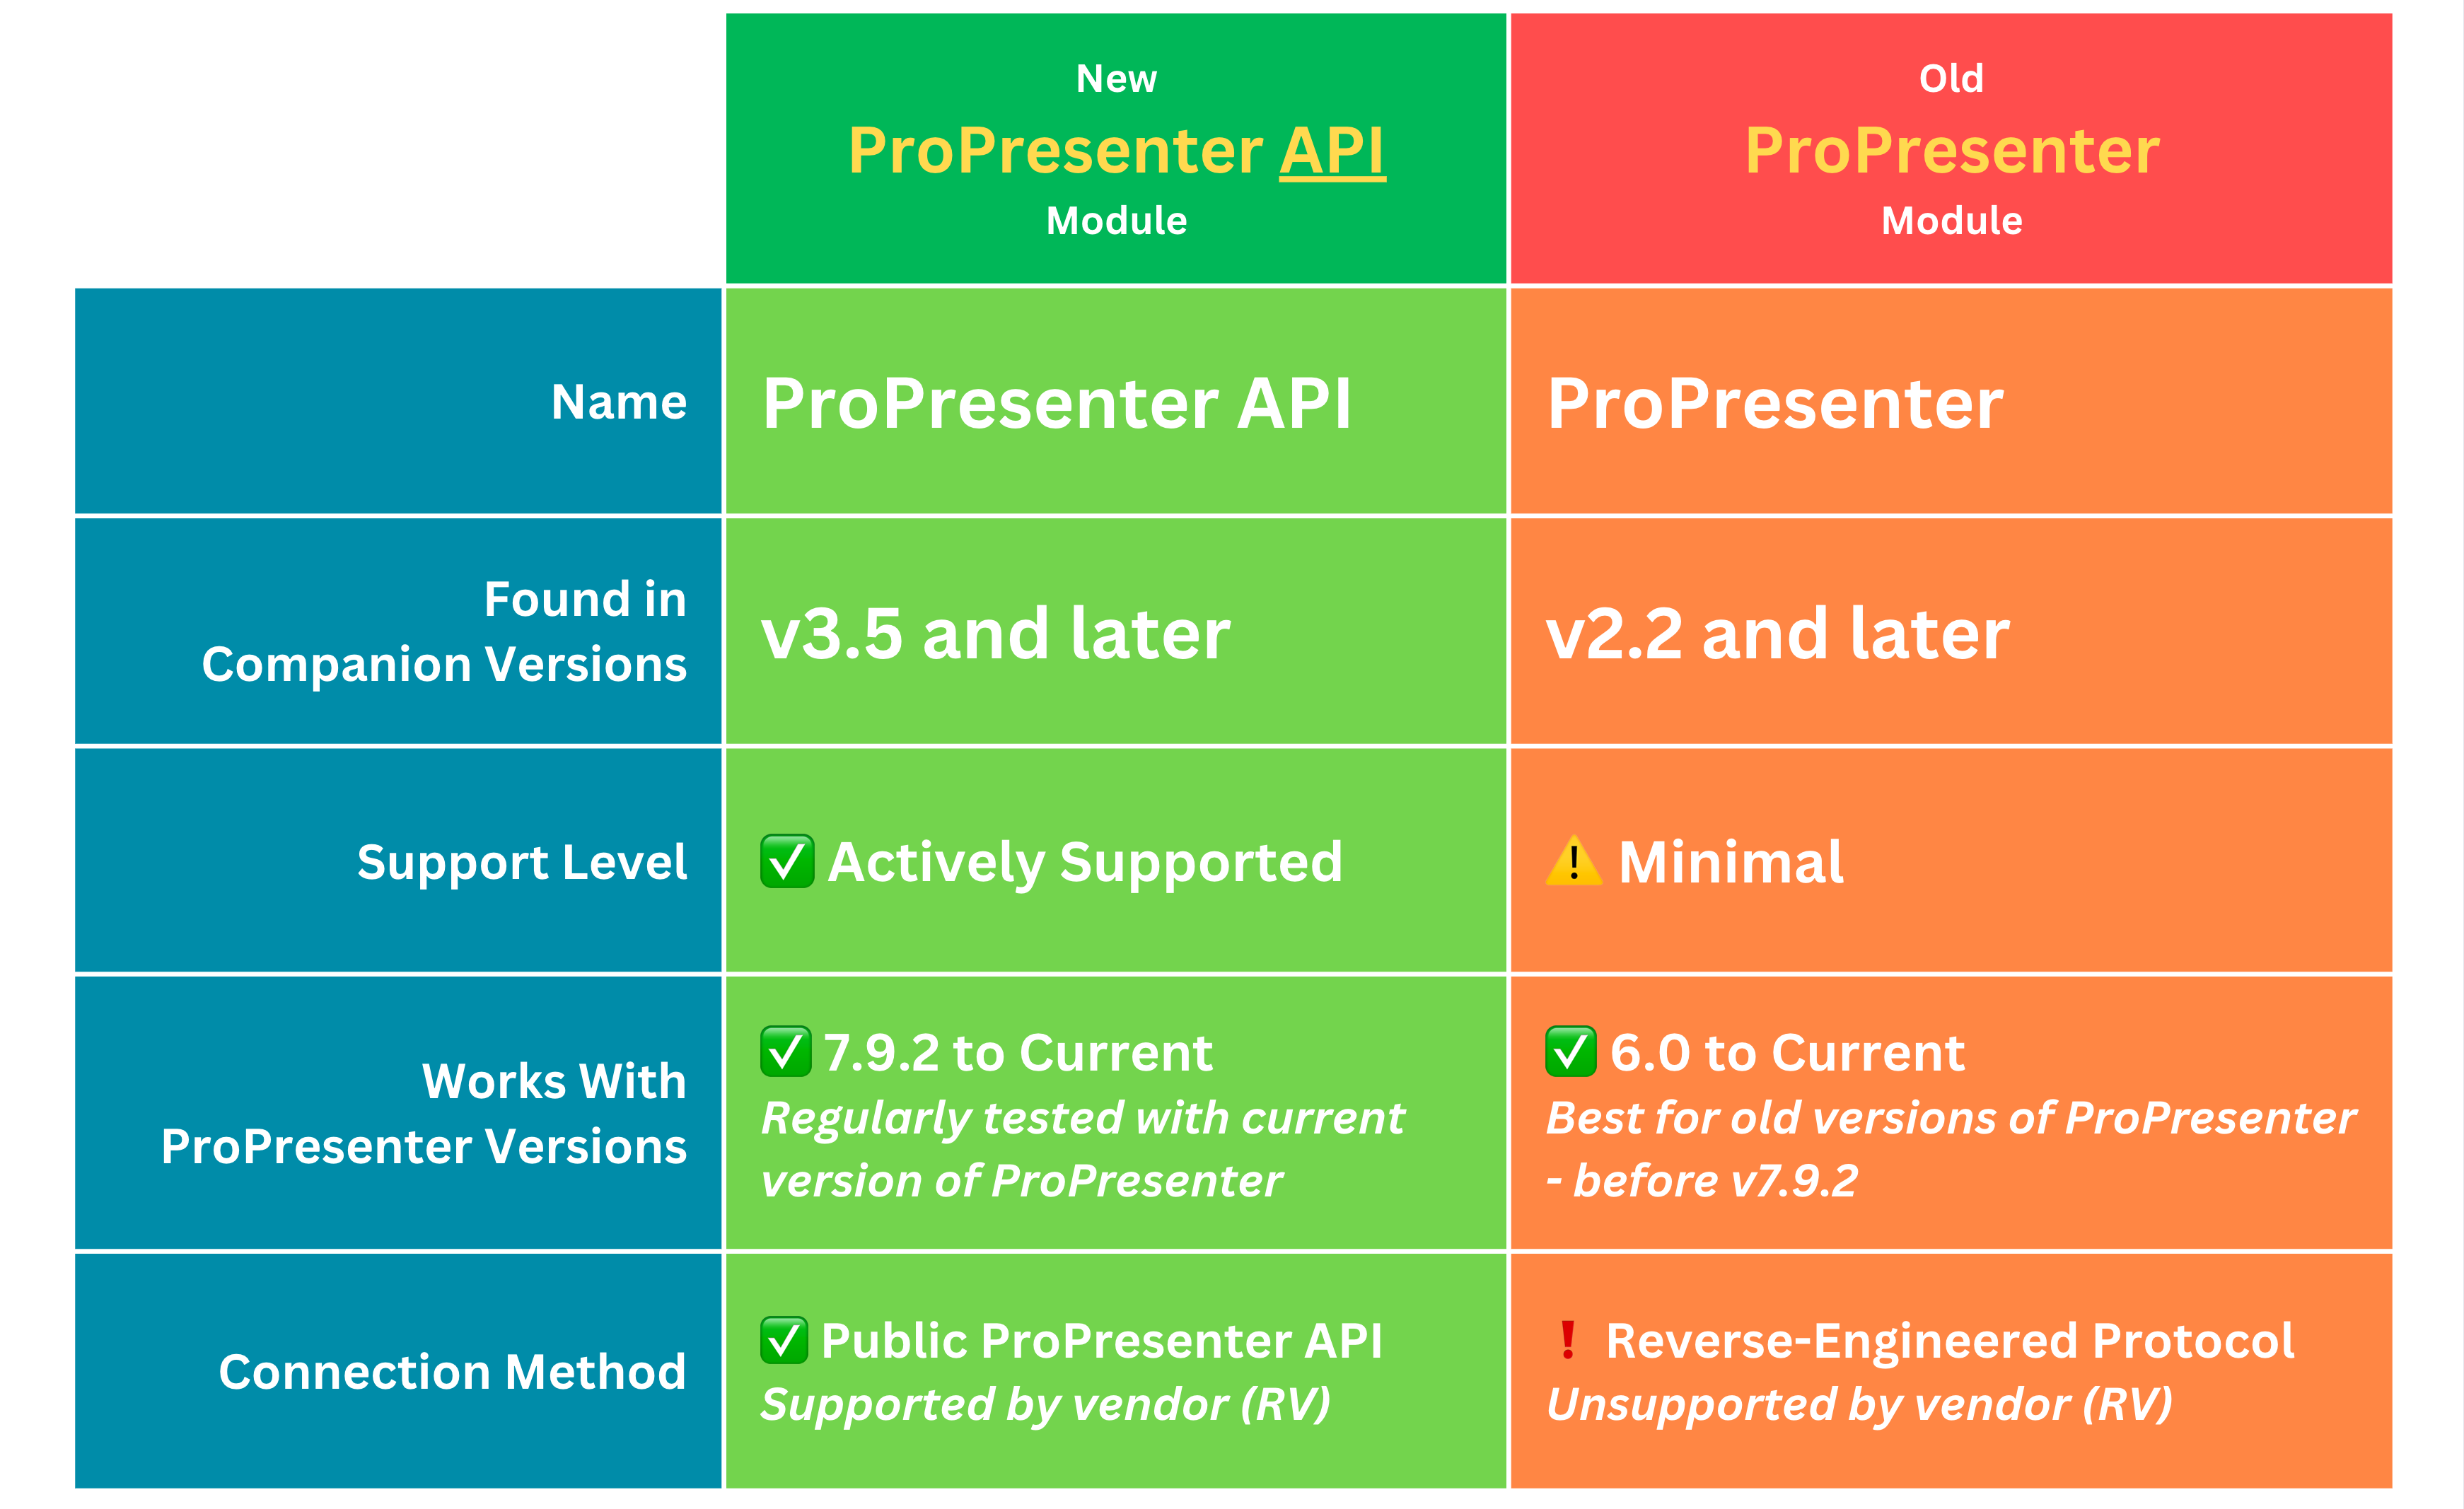 New
ProPresenter API
Module
Old
ProPresenter
Module
Name
ProPresenter API
ProPresenter
Found in
Companion Versions
v3.5 and later
v2.2 and later
Support Level
✅ Actively Supported
⚠️ Minimal
Works With
ProPresenter Versions
✅ 7.9.2 to Current
Regularly tested with current
version of ProPresenter
✅ 6.0 to Current
Best for old versions of ProPresenter
- before v7.9.2
Connection Method
✅ Public ProPresenter API
Supported by vendor (RV)
❗ Reverse-Engineered Protocol
Unsupported by vendor (RV)